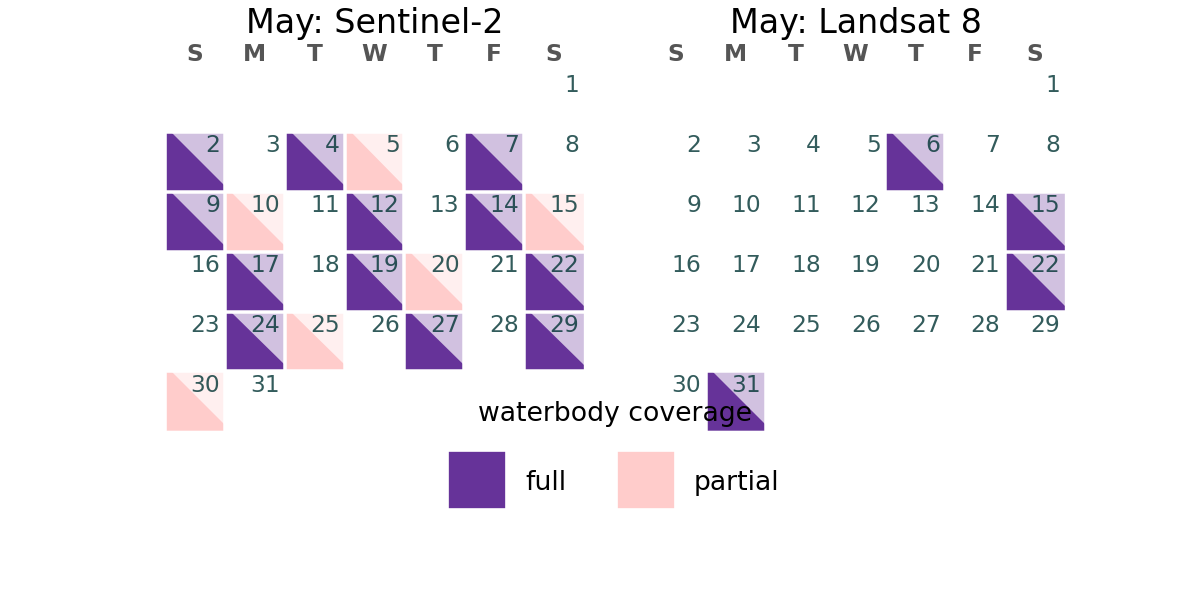 May: Sentinel-2
S M T W T F S
1
2 3 4 5 6 7 8
9 10 11 12 13 14 15
16 17 18 19 20 21 22
23 24 25 26 27 28 29
30 31
May: Landsat 8
S M T W T F S
1
2 3 4 5 6 7 8
9 10 11 12 13 14 15
16 17 18 19 20 21 22
23 24 25 26 27 28 29
30 31
waterbody coverage
full partial